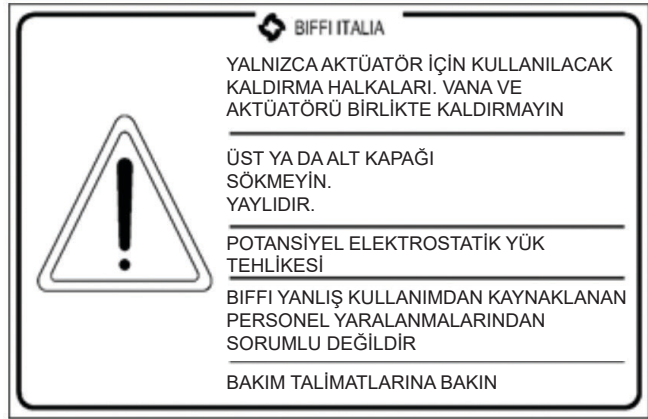 BIFFI ITALIA
YALNIZCA AKTÜATÖR İÇİN KULLANILACAK
KALDIRMA HALKALARI. VANA VE
AKTÜATÖRÜ BİRLİKTE KALDIRMAYIN
ÜST YA DA ALT KAPAĞI
SÖKMEYİN.
YAYLIDIR.
POTANSİYEL ELEKTROSTATİK YÜK
TEHLİKESİ
BIFFI YANLIŞ KULLANIMDAN KAYNAKLANAN
PERSONEL YARALANMALARINDAN
SORUMLU DEĞİLDİR
BAKIM TALİMATLARINA BAKIN